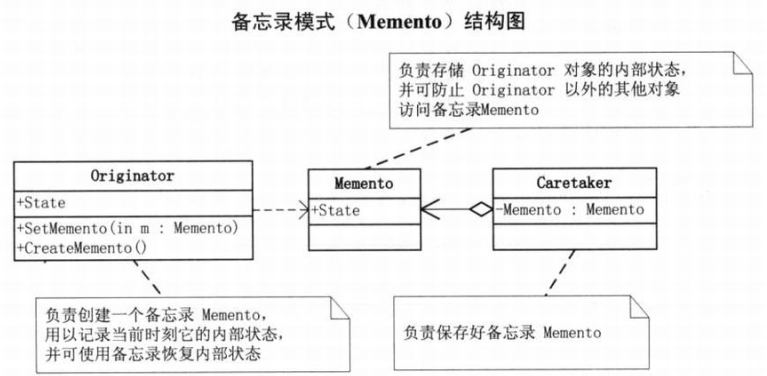 备忘录模式（Memento）结构图
负责存储 Originator 对象的内部状态，
并可防止 Originator 以外的其他对象
访问备忘录Memento
Originator
+State
+SetMemento(in m : Memento)
+CreateMemento()
Memento
+State
Caretaker
-Memento : Memento
负责创建一个备忘录 Memento，
用以记录当前时刻它的内部状态，
并可使用备忘录恢复内部状态
负责保存好备忘录 Memento